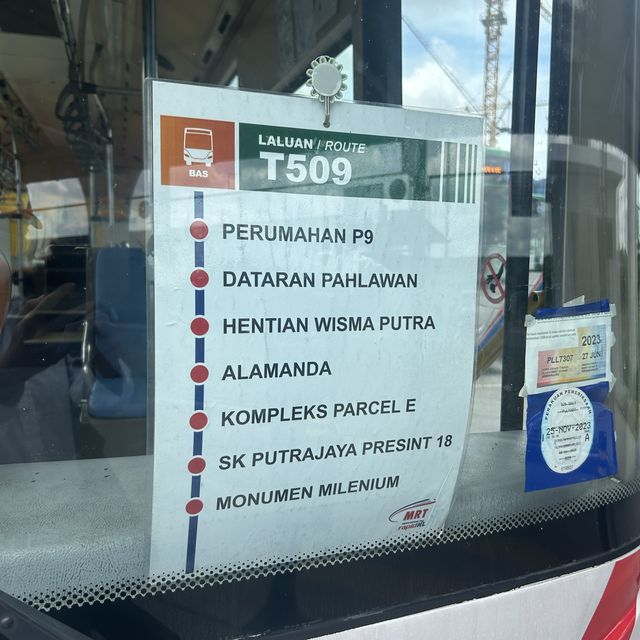 LALUAN / ROUTE
T509
BAS
PERUMAHAN P9
DATARAN PAHLAWAN
HENTIAN WISMA PUTRA
ALAMANDA
KOMPLEKS PARCEL E
SK PUTRAJAYA PRESINT 18
MONUMEN MILENIUM
MRT
rapidKL
2023
PLL7307 27 JUN
25-NOV-2023
A